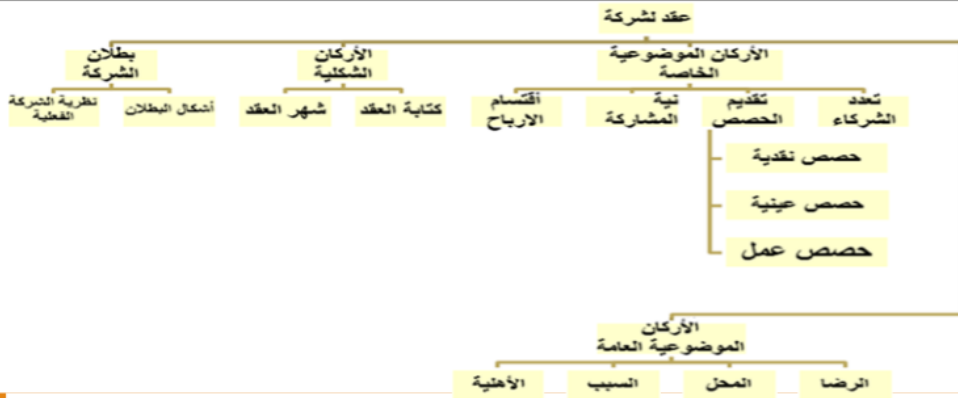 عقد لشركة
الأركان الموضوعية
الخاصة
الأركان
الشكلية
بطلان
الشركة
تعدد
الشركاء
تقديم
الحصص
نية
المشاركة
أقتسام
الارباح
كتابة العقد
شهر العقد
أشكال البطلان
نظرية الشركة
الفعلية
حصص نقدية
حصص عينية
حصص عمل
الأركان
الموضوعية العامة
الرضا
المحل
السبب
الأهلية